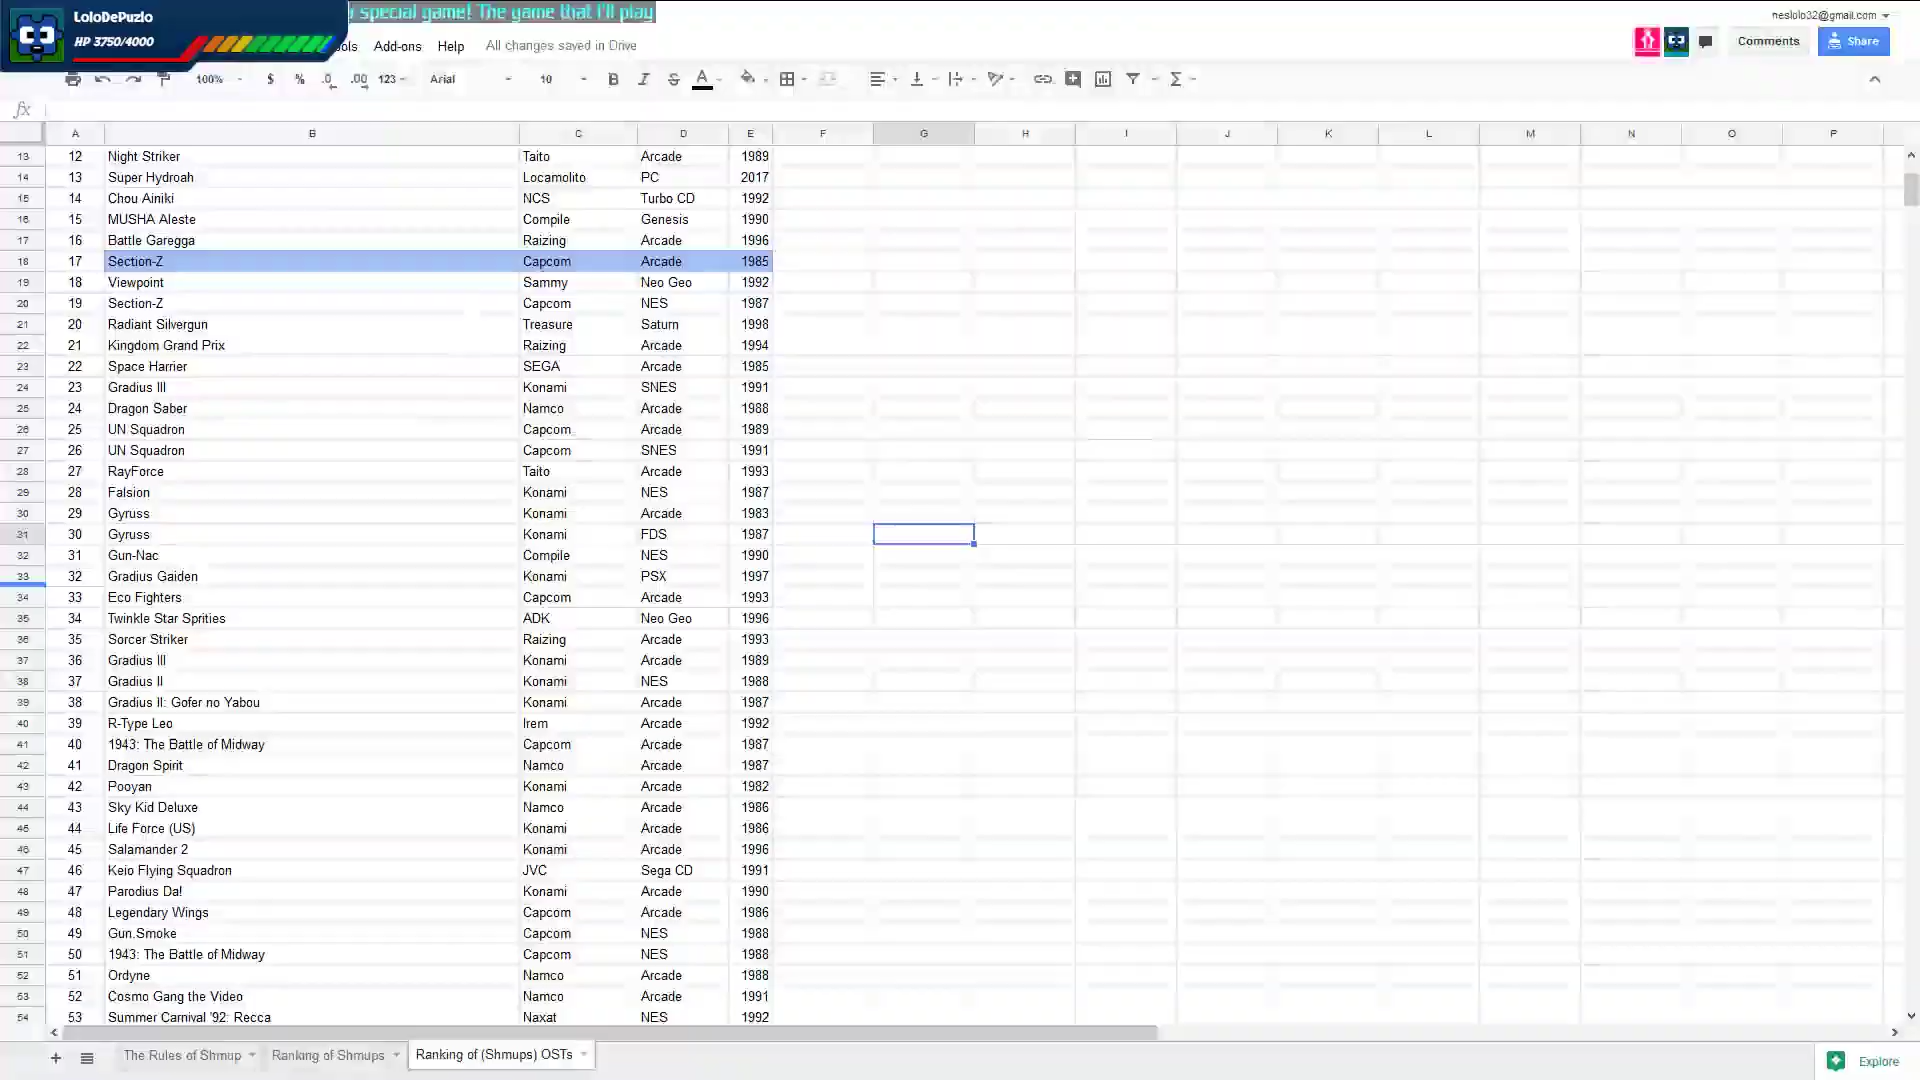 LoloDePuzlo
HP 3750/4000
special game! The game that I'll play
neslolo32@gmail.com
Add-ons Help All changes saved in Drive
Comments Share
100% $ % .0 .00 123 Arial 10 B I S A
fx
A B C D E F G H I J K L M N O P
13 12 Night Striker Taito Arcade 1989
14 13 Super Hydroah Locamolito PC 2017
15 14 Chou Ainiki NCS Turbo CD 1992
16 15 MUSHA Aleste Compile Genesis 1990
17 16 Battle Garegga Raizing Arcade 1996
18 17 Section-Z Capcom Arcade 1985
19 18 Viewpoint Sammy Neo Geo 1992
20 19 Section-Z Capcom NES 1987
21 20 Radiant Silvergun Treasure Saturn 1998
22 21 Kingdom Grand Prix Raizing Arcade 1994
23 22 Space Harrier SEGA Arcade 1985
24 23 Gradius III Konami SNES 1991
25 24 Dragon Saber Namco Arcade 1988
26 25 UN Squadron Capcom Arcade 1989
27 26 UN Squadron Capcom SNES 1991
28 27 RayForce Taito Arcade 1993
29 28 Falsion Konami NES 1987
30 29 Gyruss Konami Arcade 1983
31 30 Gyruss Konami FDS 1987
32 31 Gun-Nac Compile NES 1990
33 32 Gradius Gaiden Konami PSX 1997
34 33 Eco Fighters Capcom Arcade 1993
35 34 Twinkle Star Sprities ADK Neo Geo 1996
36 35 Sorcer Striker Raizing Arcade 1993
37 36 Gradius III Konami Arcade 1989
38 37 Gradius II Konami NES 1988
39 38 Gradius II: Gofer no Yabou Konami Arcade 1987
40 39 R-Type Leo Irem Arcade 1992
41 40 1943: The Battle of Midway Capcom Arcade 1987
42 41 Dragon Spirit Namco Arcade 1987
43 42 Pooyan Konami Arcade 1982
44 43 Sky Kid Deluxe Namco Arcade 1986
45 44 Life Force (US) Konami Arcade 1986
46 45 Salamander 2 Konami Arcade 1996
47 46 Keio Flying Squadron JVC Sega CD 1991
48 47 Parodius Da! Konami Arcade 1990
49 48 Legendary Wings Capcom Arcade 1986
50 49 Gun.Smoke Capcom NES 1988
51 50 1943: The Battle of Midway Capcom NES 1988
52 51 Ordyne Namco Arcade 1988
53 52 Cosmo Gang the Video Namco Arcade 1991
54 53 Summer Carnival '92: Recca Naxat NES 1992
The Rules of Shmup Ranking of Shmups Ranking of (Shmups) OSTs
Explore